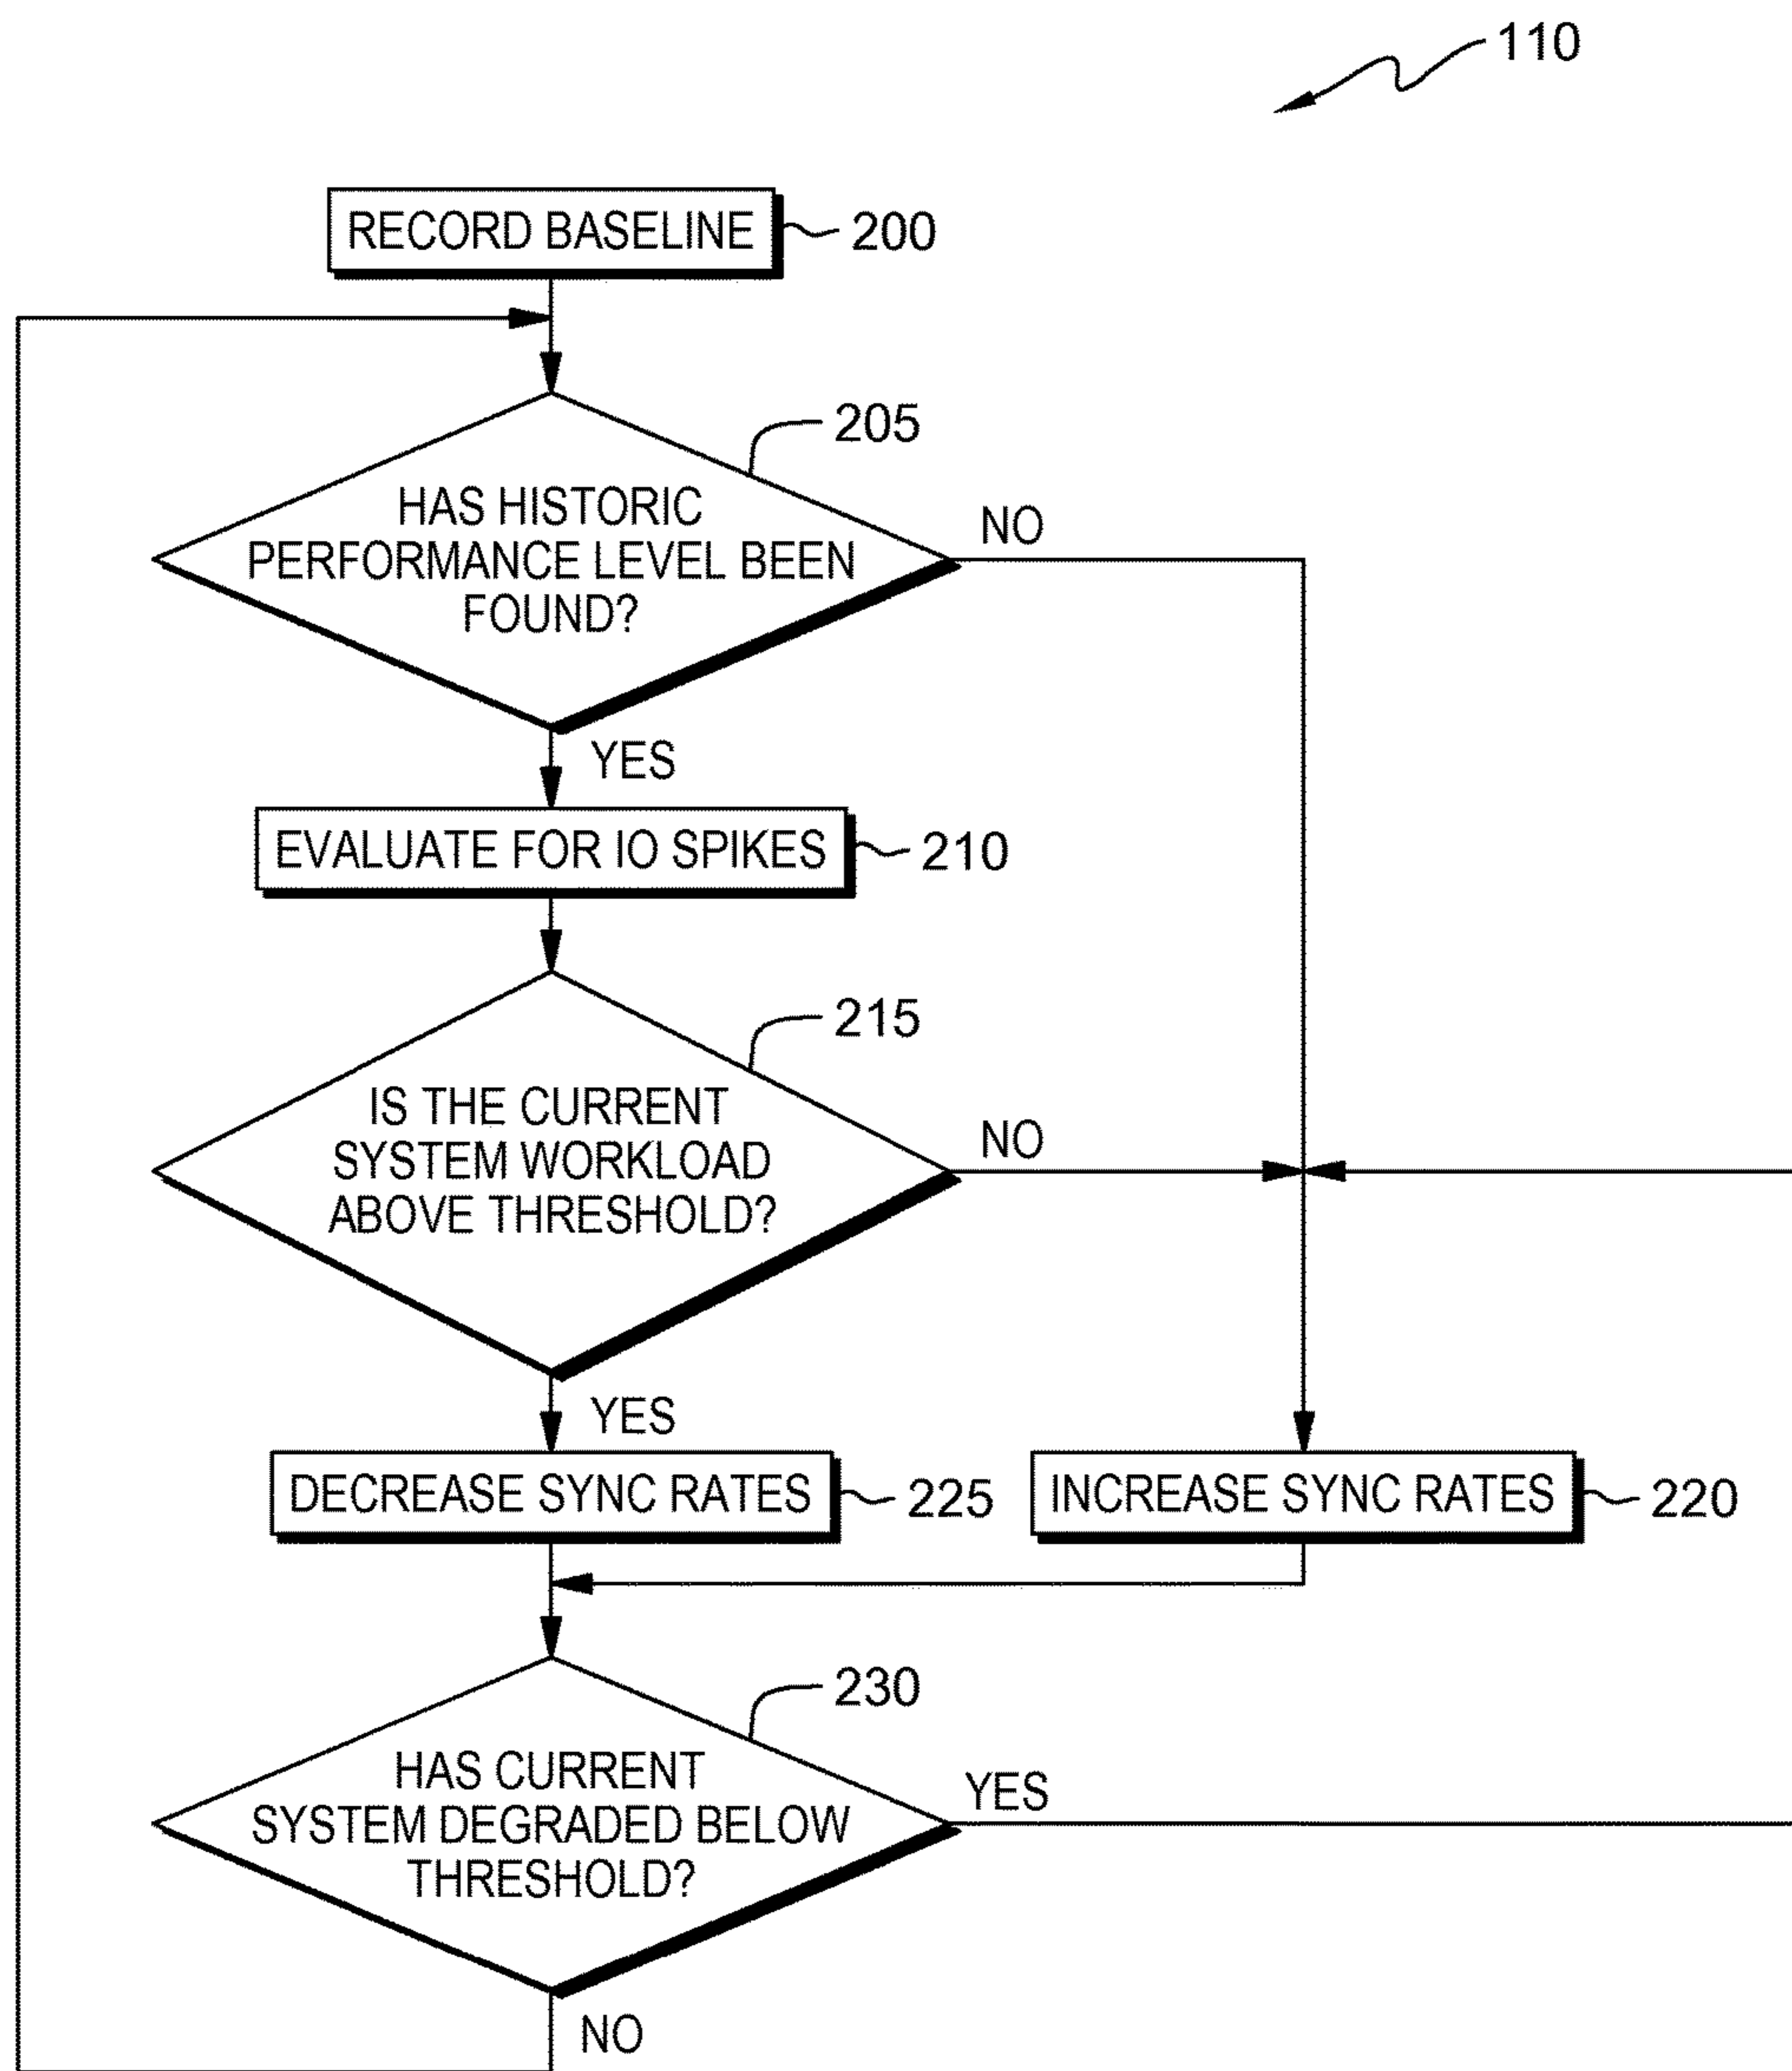 110
RECORD BASELINE
200
205
HAS HISTORIC
PERFORMANCE LEVEL BEEN
FOUND?
NO
YES
EVALUATE FOR IO SPIKES
210
215
IS THE CURRENT
SYSTEM WORKLOAD
ABOVE THRESHOLD?
NO
YES
DECREASE SYNC RATES
225
INCREASE SYNC RATES
220
230
HAS CURRENT
SYSTEM DEGRADED BELOW
THRESHOLD?
YES
NO